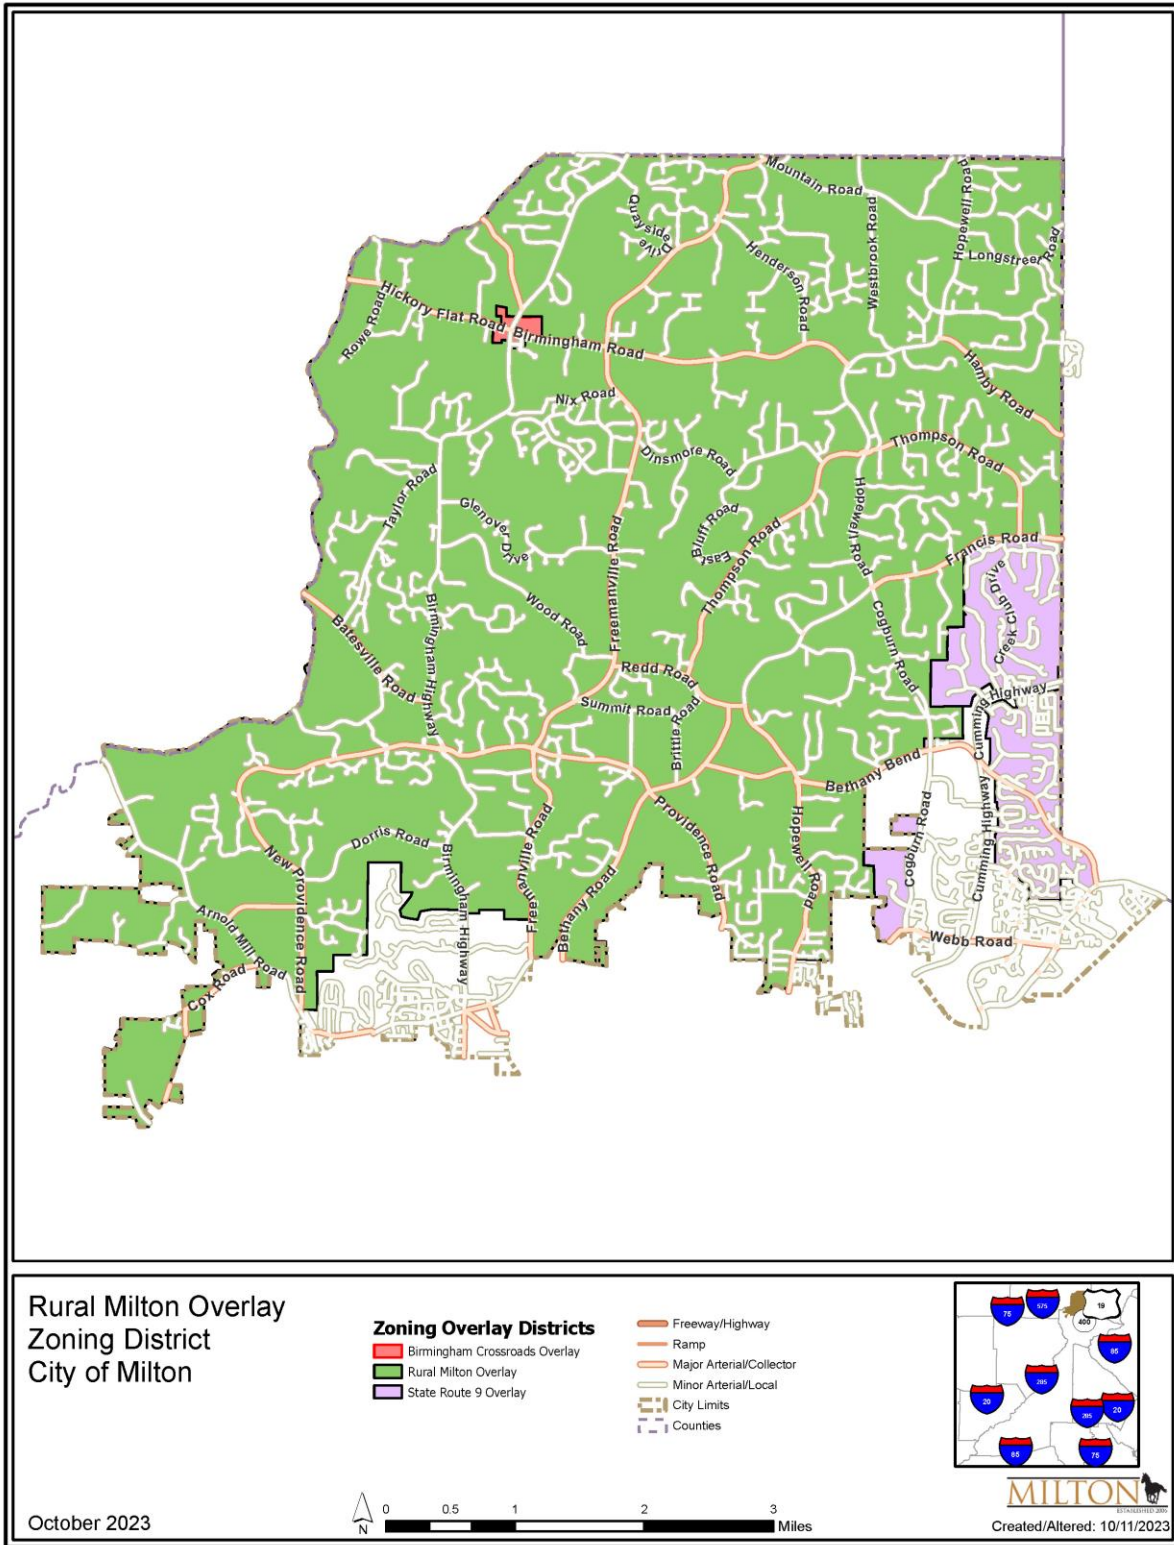 Mountain Road
Hopewell Road
Quayside
Drive
Westbrook Road
Henderson Road
Longstreet Road
Hickory Flat Road
Rowe Road
Birmingham Road
Hamby Road
Nix Road
Thompson Road
Dinsmore Road
Taylor Road
Hopewell Road
Glenover Drive
Bluff Road
East
Francis Road
Freemanville Road
Thompson Road
Creek Club Drive
Wood Road
Birmingham Highway
Batesville Road
Cogburn Road
Redd Road
Summit Road
Brittle Road
Cumming Highway
Cumming Highway
Bethany Bend
Dorris Road
New Providence Road
Birmingham Highway
Freemanville Road
Bethany Road
Providence Road
Hopewell Road
Cogburn Road
Cumming Highway
Arnold Mill Road
Cox Road
Webb Road
Rural Milton Overlay
Zoning District
City of Milton
Zoning Overlay Districts
Birmingham Crossroads Overlay
Rural Milton Overlay
State Route 9 Overlay
Freeway/Highway
Ramp
Major Arterial/Collector
Minor Arterial/Local
City Limits
Counties
75
575
19
400
85
285
20
285
20
85
75
MILTON
ESTABLISHED 2006
October 2023
N
0 0.5 1 2 3
Miles
Created/Altered: 10/11/2023